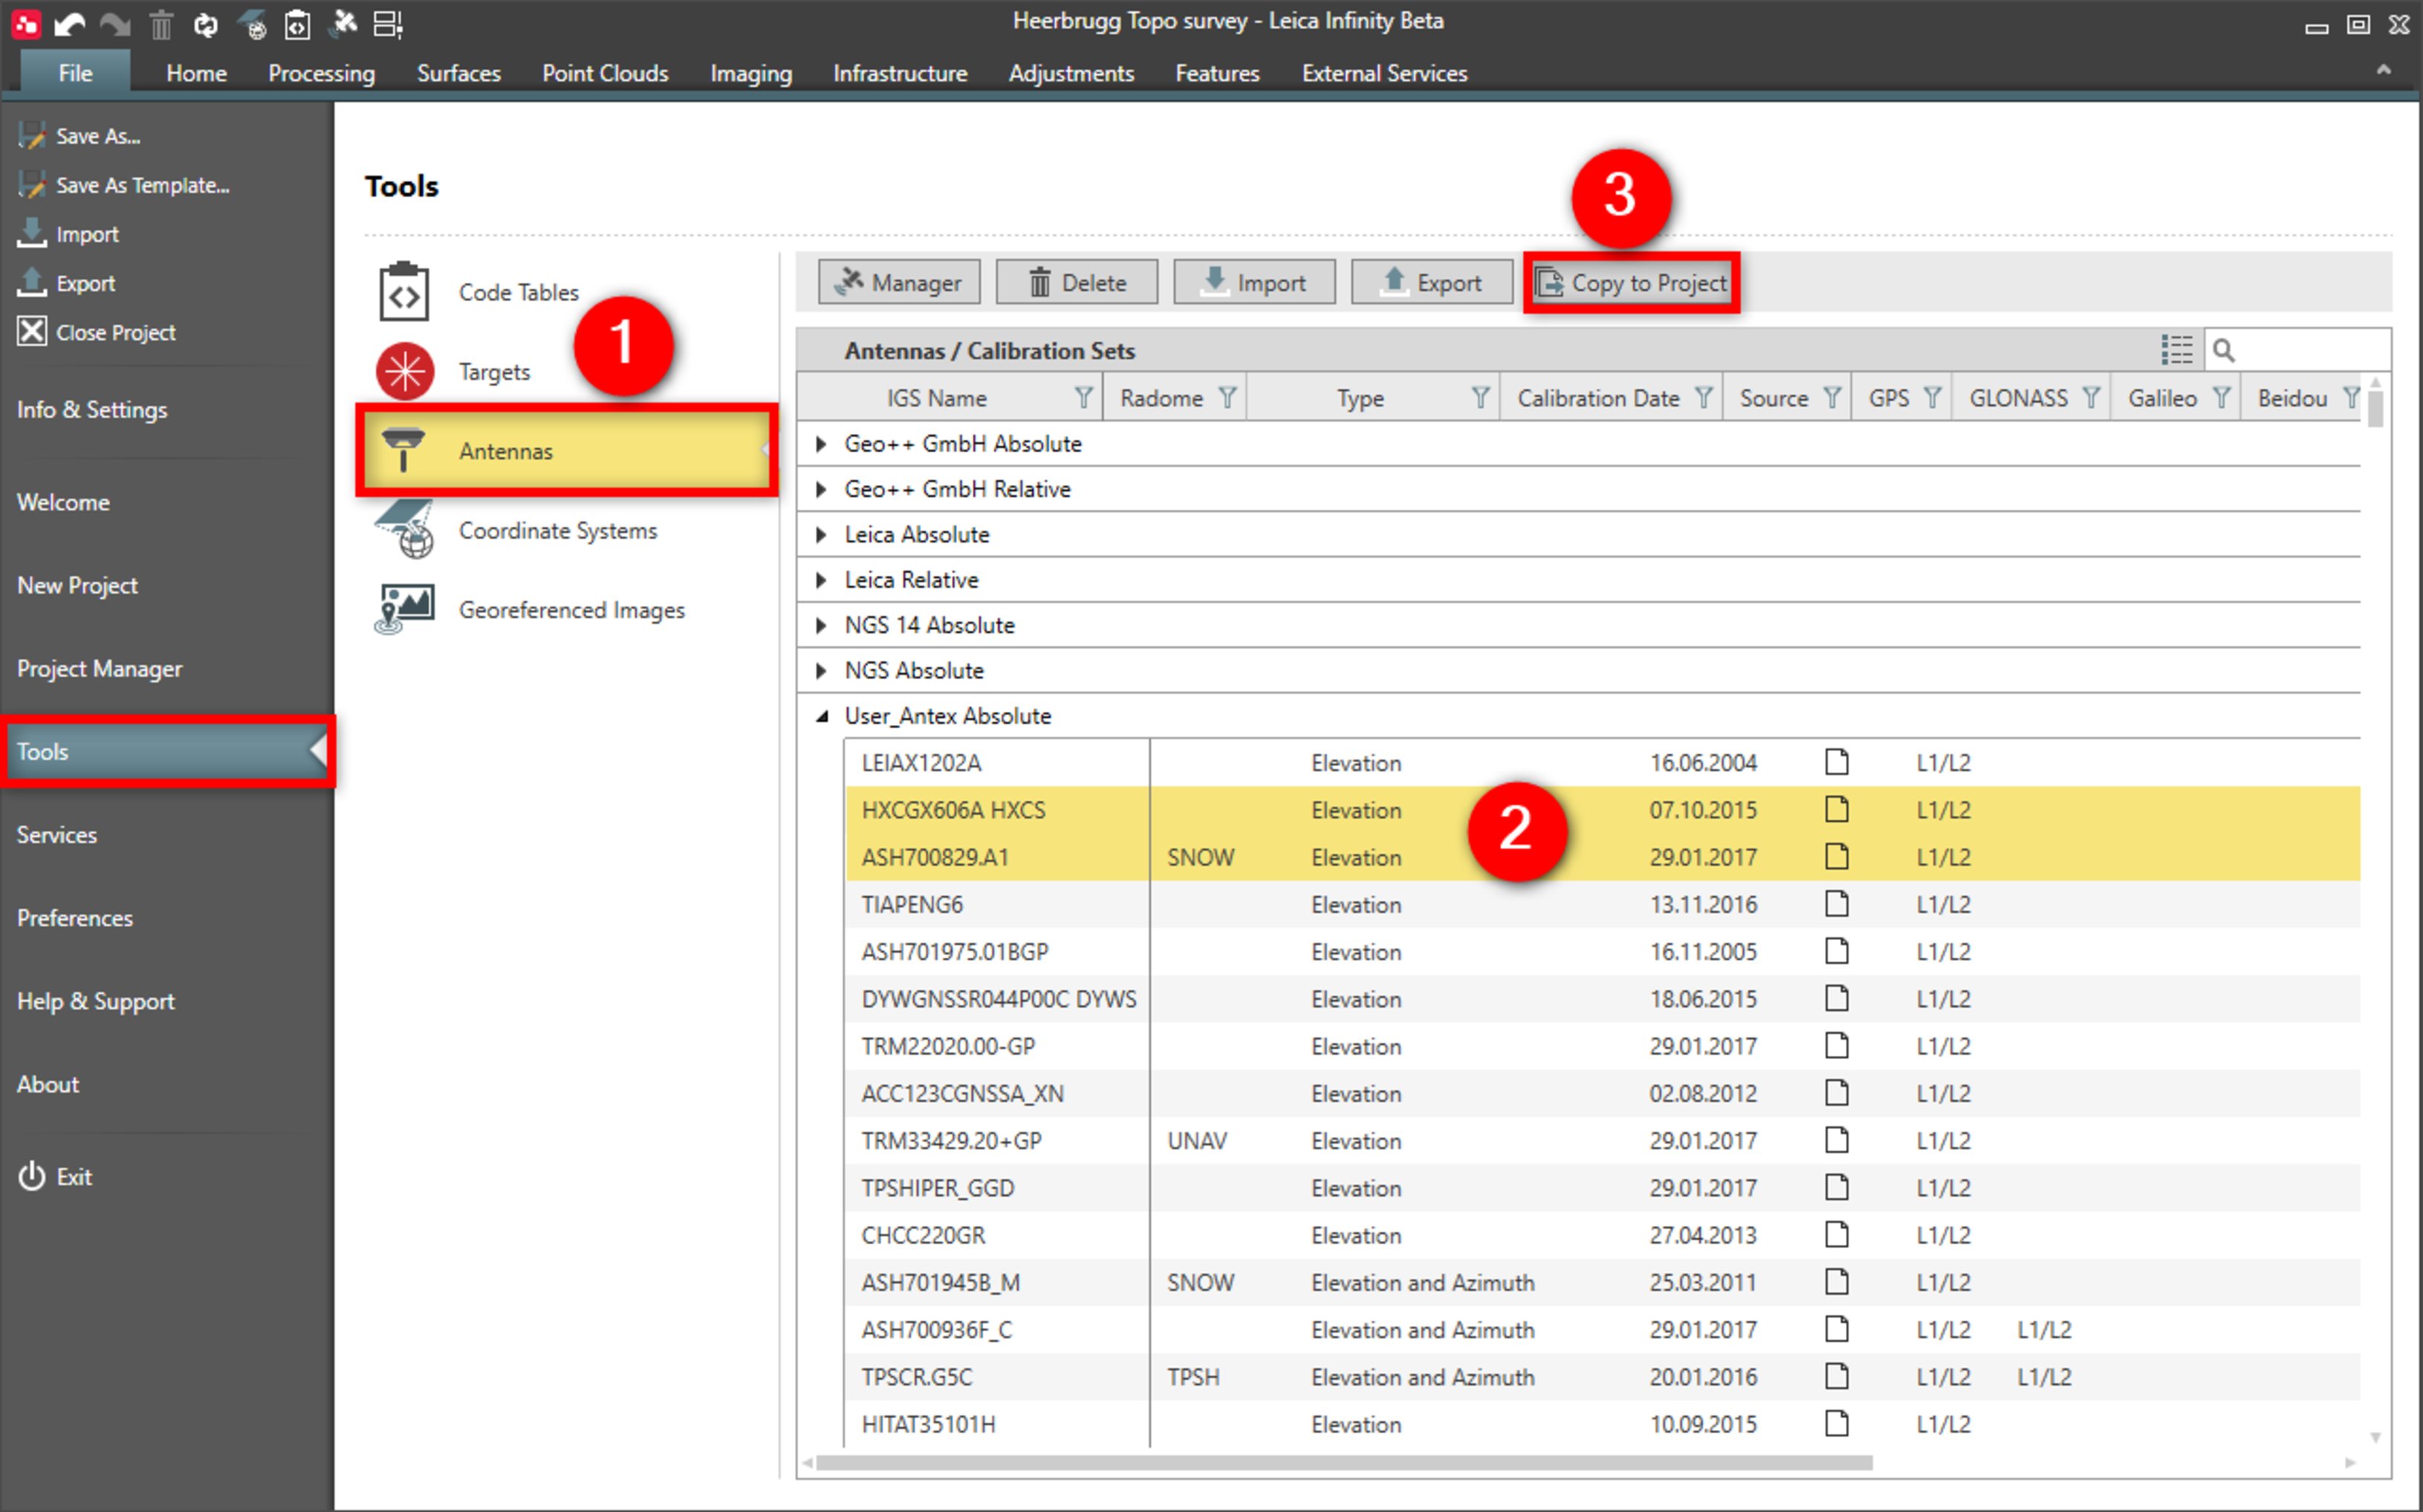 Heerbrugg Topo survey - Leica Infinity Beta
File Home Processing Surfaces Point Clouds Imaging Infrastructure Adjustments Features External Services
Save As...
Save As Template...
Import
Export
Close Project
Info & Settings
Welcome
New Project
Project Manager
Tools
Services
Preferences
Help & Support
About
Exit
Tools
Code Tables
1
Targets
Antennas
Coordinate Systems
Georeferenced Images
3
Manager Delete Import Export Copy to Project
Antennas / Calibration Sets
IGS Name Radome Type Calibration Date Source GPS GLONASS Galileo Beidou
Geo++ GmbH Absolute
Geo++ GmbH Relative
Leica Absolute
Leica Relative
NGS 14 Absolute
NGS Absolute
User_Antex Absolute
LEIAX1202A Elevation 16.06.2004 L1/L2
HXCGX606A HXCS Elevation 07.10.2015 L1/L2
2
ASH700829.A1 SNOW Elevation 29.01.2017 L1/L2
TIAPENG6 Elevation 13.11.2016 L1/L2
ASH701975.01BGP Elevation 16.11.2005 L1/L2
DYWGNSSR044P00C DYWS Elevation 18.06.2015 L1/L2
TRM22020.00-GP Elevation 29.01.2017 L1/L2
ACC123CGNSSA_XN Elevation 02.08.2012 L1/L2
TRM33429.20+GP UNAV Elevation 29.01.2017 L1/L2
TPSHIPER_GGD Elevation 29.01.2017 L1/L2
CHCC220GR Elevation 27.04.2013 L1/L2
ASH701945B_M SNOW Elevation and Azimuth 25.03.2011 L1/L2
ASH700936F_C Elevation and Azimuth 29.01.2017 L1/L2 L1/L2
TPSCR.G5C TPSH Elevation and Azimuth 20.01.2016 L1/L2 L1/L2
HITAT35101H Elevation 10.09.2015 L1/L2